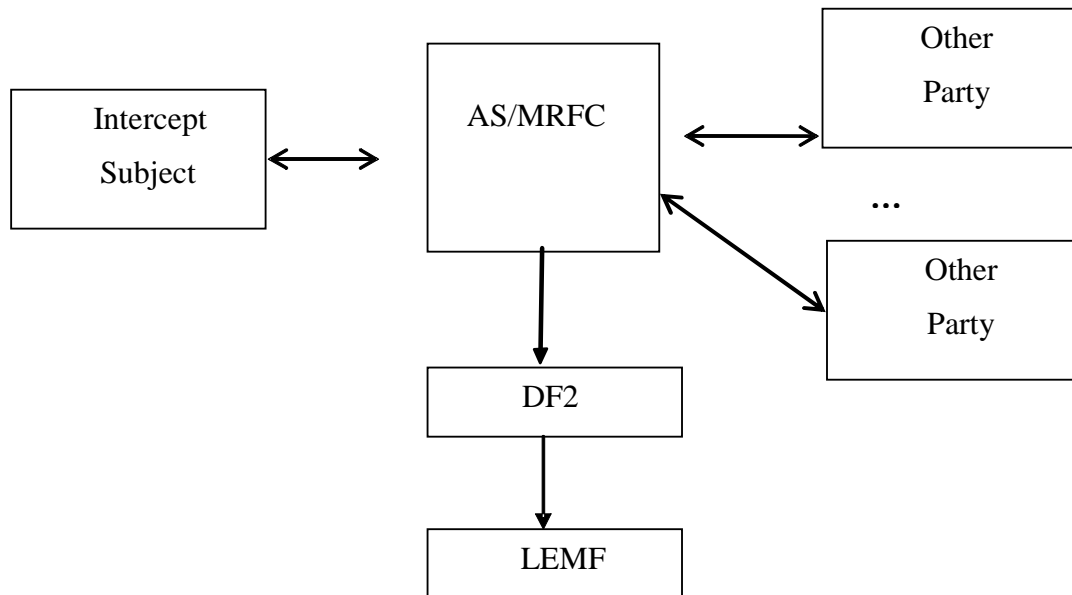 Intercept
Subject
AS/MRFC
Other
Party
...
Other
Party
DF2
LEMF